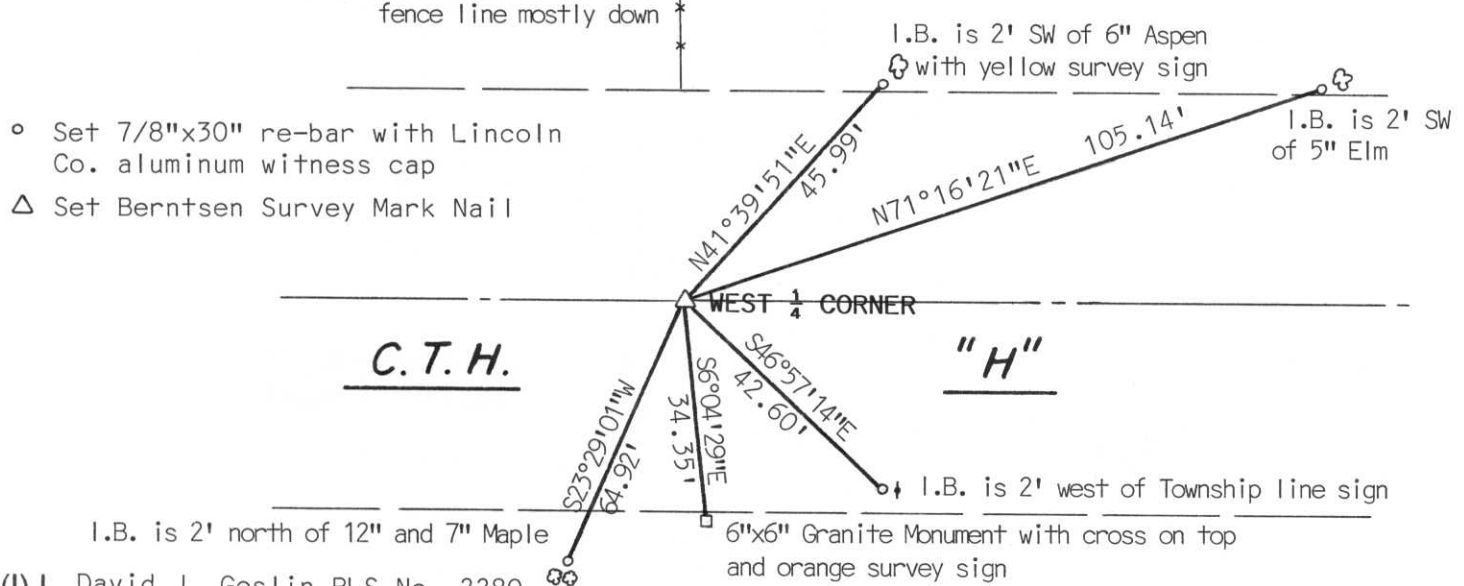 fence line mostly down
I.B. is 2' SW of 6" Aspen
with yellow survey sign
○ Set 7/8"x30" re-bar with Lincoln
Co. aluminum witness cap
△ Set Berntsen Survey Mark Nail
I.B. is 2' SW
of 5" Elm
N41°39'51"E
45.99'
N71°16'21"E
105.14'
WEST 1/4 CORNER
C.T.H.
"H"
S23°29'01"W
64.92'
S6°04'29"E
34.35'
S46°57'14"E
42.60'
I.B. is 2' west of Township line sign
I.B. is 2' north of 12" and 7" Maple
6"x6" Granite Monument with cross on top
and orange survey sign
I, David J. Goslin RLS No. 2280